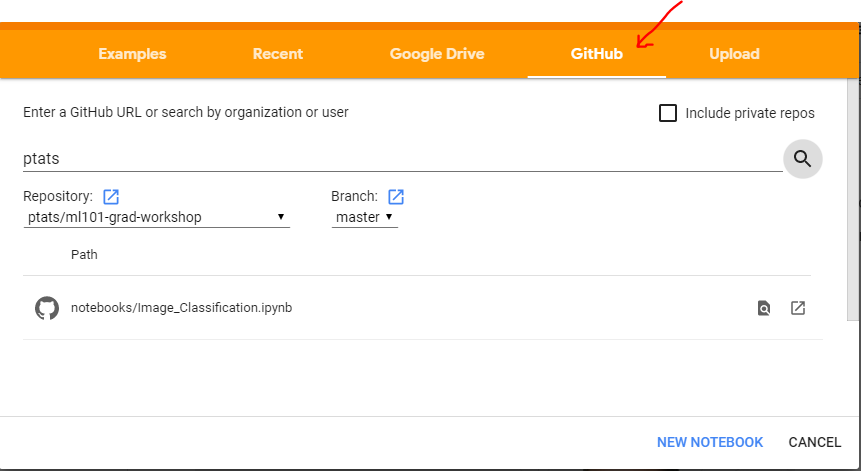 Examples Recent Google Drive GitHub Upload
Enter a GitHub URL or search by organization or user Include private repos
ptats
Repository: Branch:
ptats/ml101-grad-workshop master
Path
notebooks/Image_Classification.ipynb
NEW NOTEBOOK CANCEL